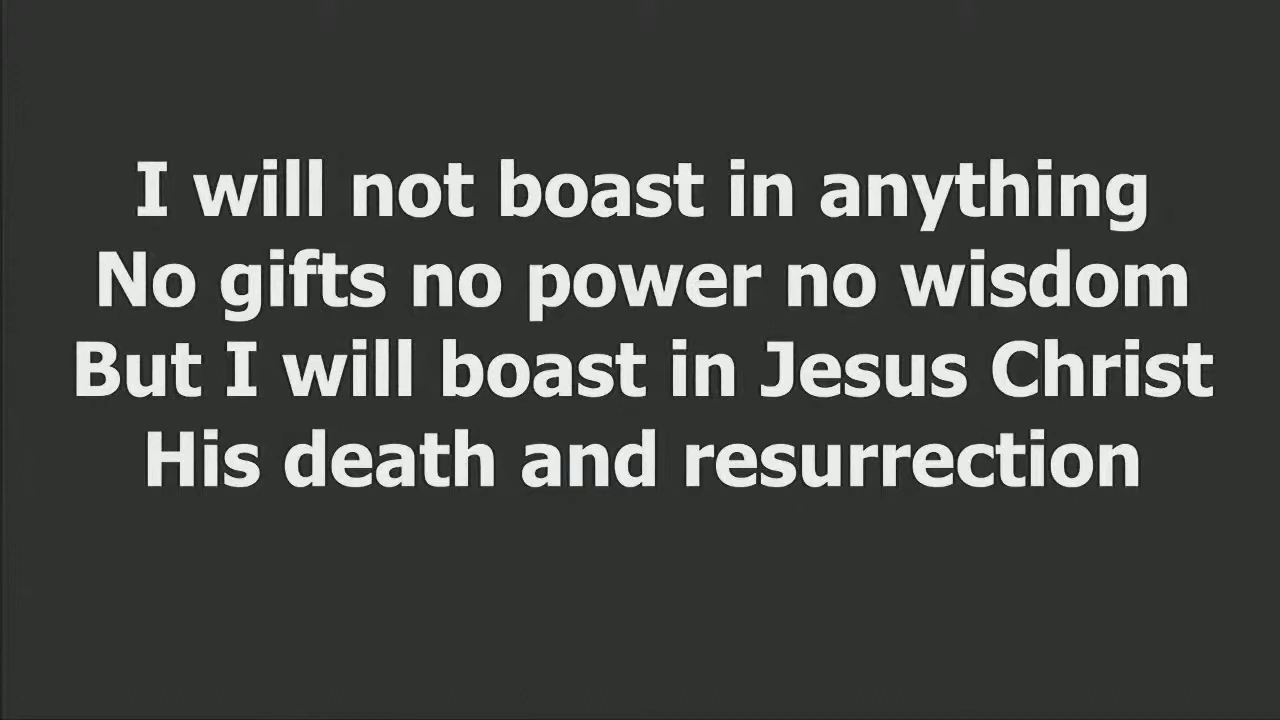 I will not boast in anything
No gifts no power no wisdom
But I will boast in Jesus Christ
His death and resurrection